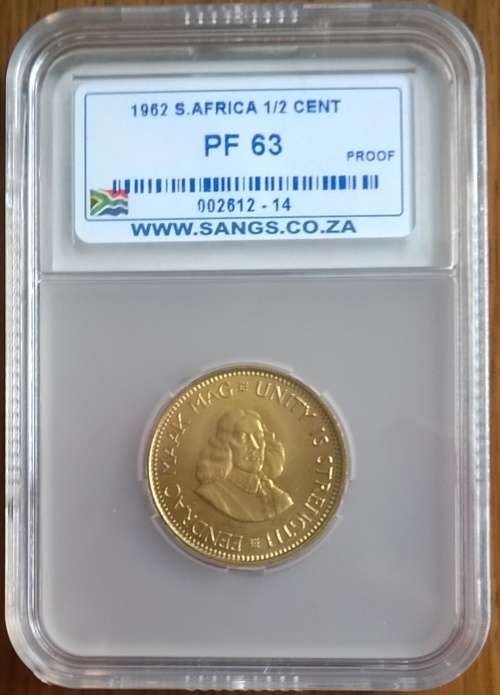 1962 S.AFRICA 1/2 CENT
PF 63
PROOF
002612 - 14
WWW.SANGS.CO.ZA
EENDRAG MAAK MAG UNITY IS STRENGTH